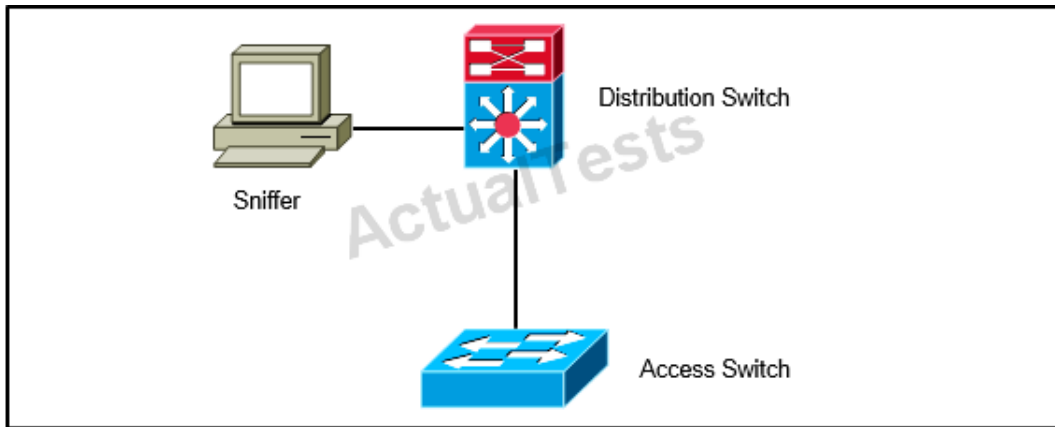 Distribution Switch
ActualTests
Sniffer
Access Switch